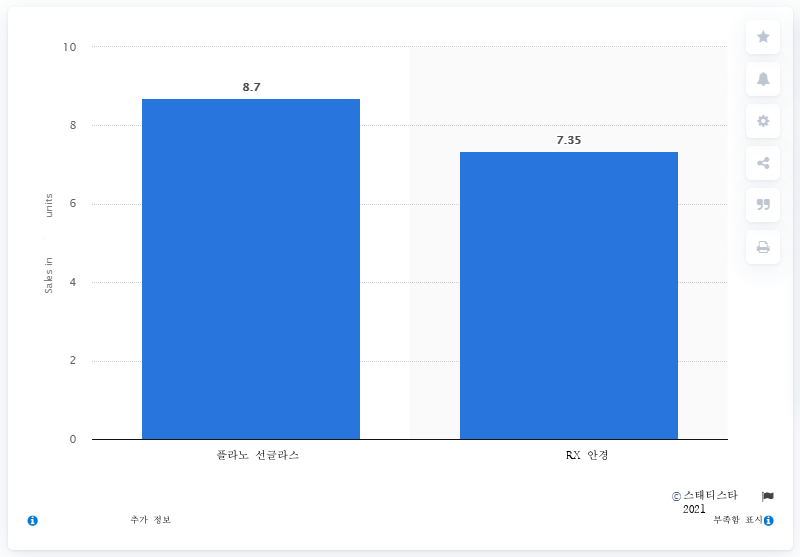 10
8.7
8
7.35
6
units
Sales in
4
2
0
플라노 선글라스
RX 안경
© 스태티스타
2021
추가 정보
부족함 표시